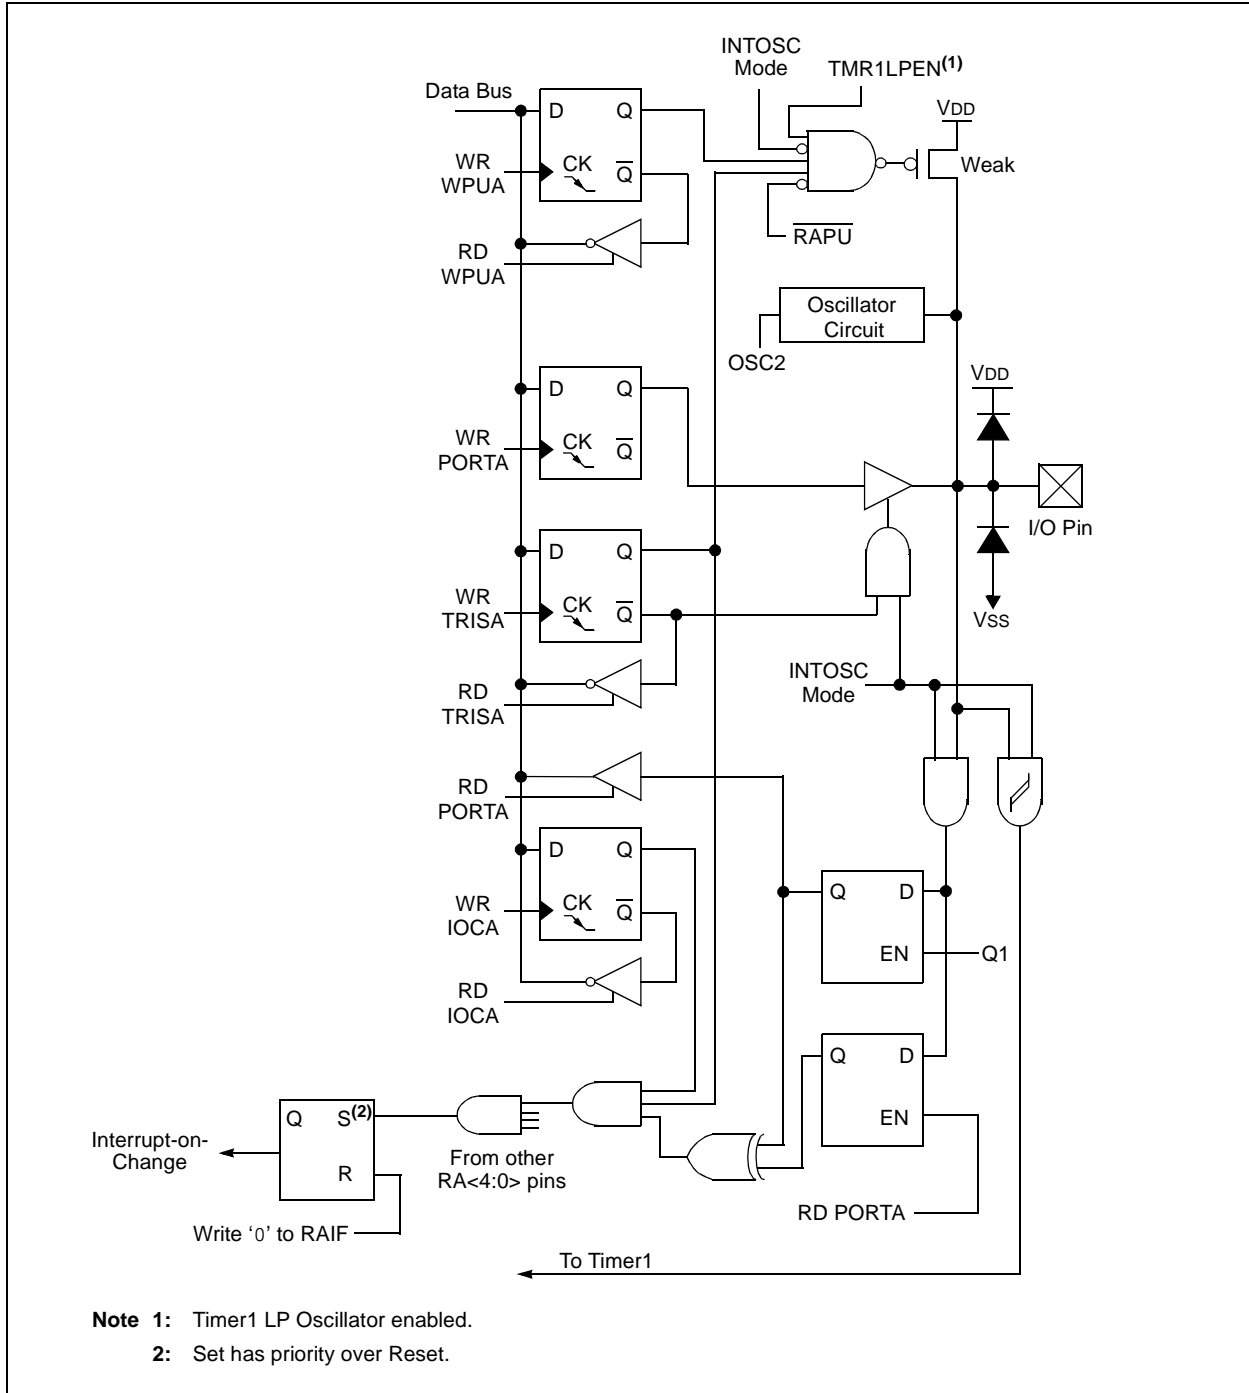 INTOSC
Mode
TMR1LPEN(1)
Data Bus
VDD
D Q
WR
WPUA
CK
Q
Weak
RAPU
RD
WPUA
Oscillator
Circuit
OSC2
VDD
D Q
WR
PORTA
CK
Q
I/O Pin
D Q
WR
TRISA
CK
Q
VSS
INTOSC
Mode
RD
TRISA
RD
PORTA
D Q
WR
IOCA
CK
Q
Q D
EN
Q1
RD
IOCA
Q D
EN
Q S(2)
R
Interrupt-on-
Change
From other
RA<4:0> pins
RD PORTA
Write ‘0’ to RAIF
To Timer1
Note 1: Timer1 LP Oscillator enabled.
2: Set has priority over Reset.